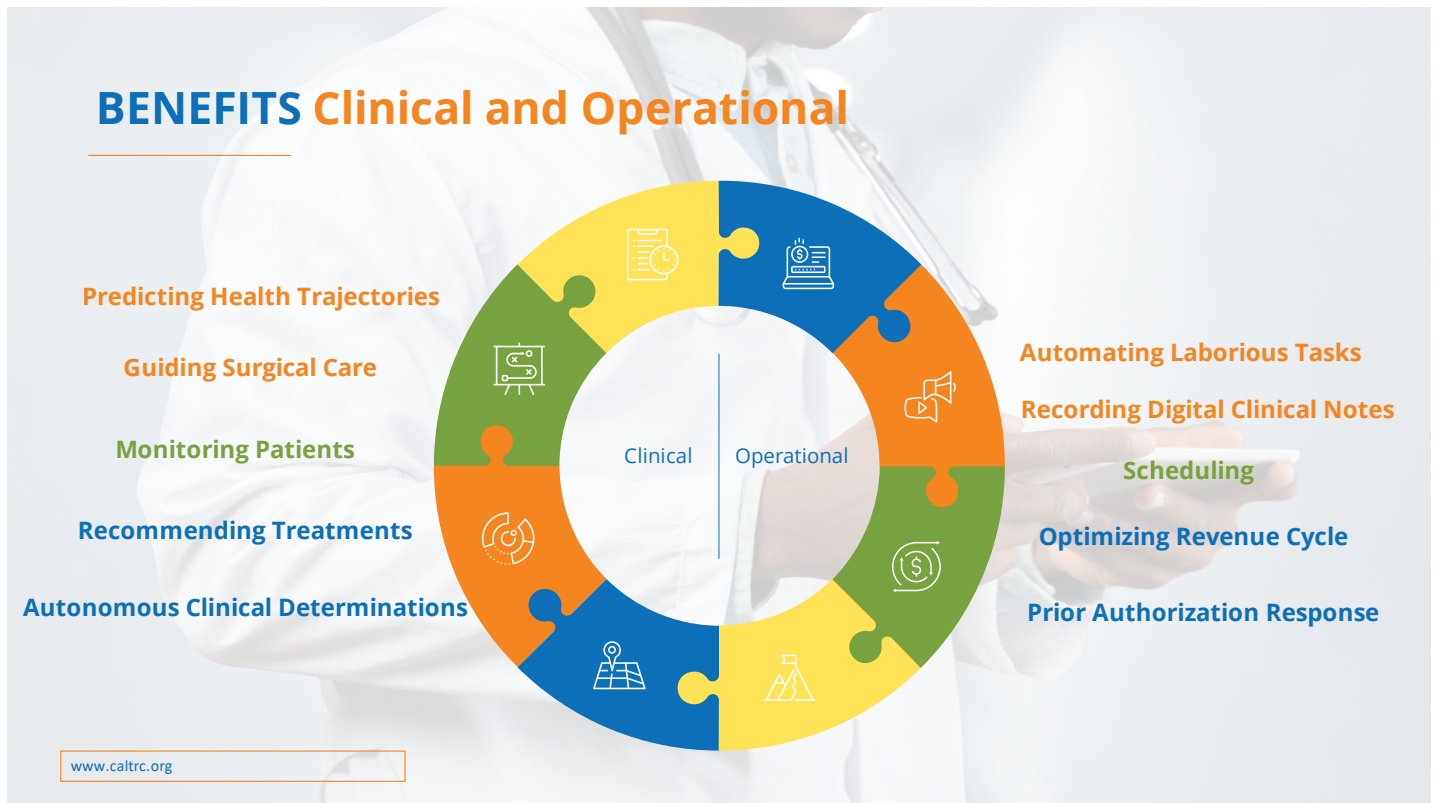 BENEFITS Clinical and Operational
Predicting Health Trajectories
Guiding Surgical Care
Monitoring Patients
Recommending Treatments
Autonomous Clinical Determinations
Clinical
Operational
Automating Laborious Tasks
Recording Digital Clinical Notes
Scheduling
Optimizing Revenue Cycle
Prior Authorization Response
www.caltrc.org